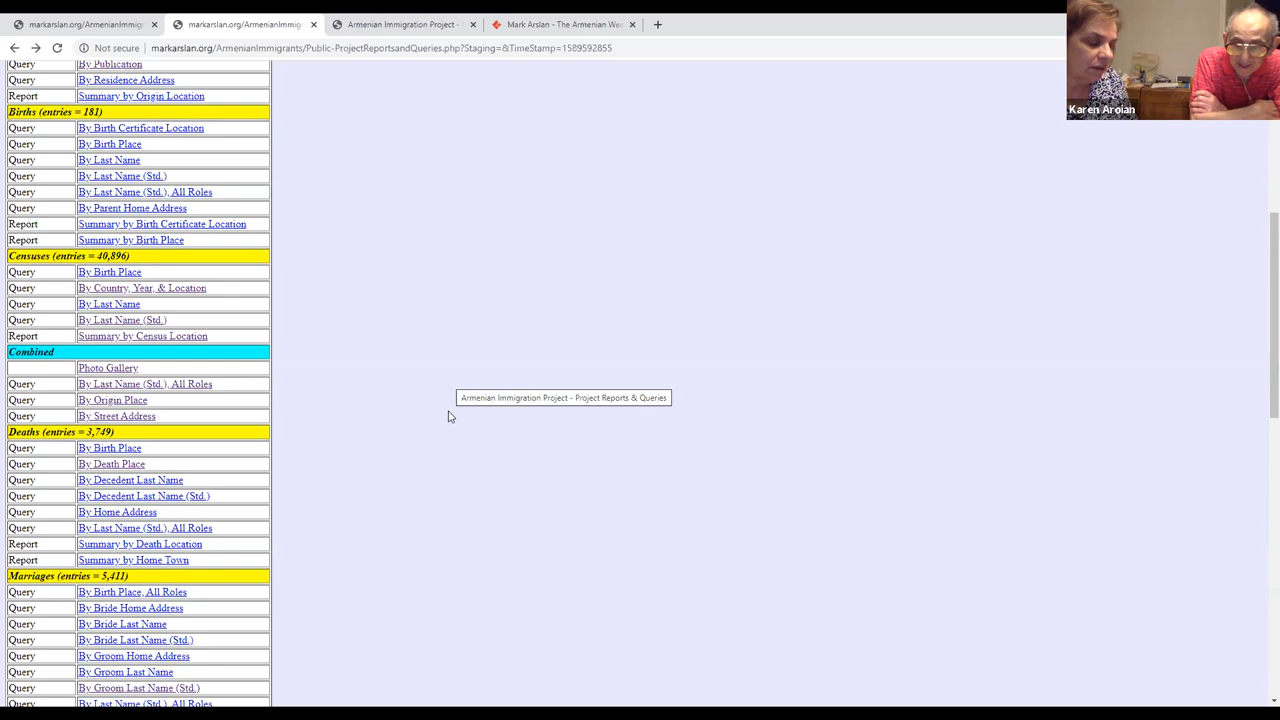 markarslan.org/ArmenianImmig
markarslan.org/ArmenianImmig
Armenian Immigration Project -
Mark Arslan - The Armenian Wee
Not secure
markarslan.org/ArmenianImmigrants/Public-ProjectReportsandQueries.php?Staging=&TimeStamp=1589592855
Karen Aroian
Query By Publication
Query By Residence Address
Report Summary by Origin Location
Births (entries = 181)
Query By Birth Certificate Location
Query By Birth Place
Query By Last Name
Query By Last Name (Std.)
Query By Last Name (Std.), All Roles
Query By Parent Home Address
Report Summary by Birth Certificate Location
Report Summary by Birth Place
Censuses (entries = 40,896)
Query By Birth Place
Query By Country, Year, & Location
Query By Last Name
Query By Last Name (Std.)
Report Summary by Census Location
Combined
Photo Gallery
Query By Last Name (Std.), All Roles
Query By Origin Place
Armenian Immigration Project - Project Reports & Queries
Query By Street Address
Deaths (entries = 3,749)
Query By Birth Place
Query By Death Place
Query By Decedent Last Name
Query By Decedent Last Name (Std.)
Query By Home Address
Query By Last Name (Std.), All Roles
Report Summary by Death Location
Report Summary by Home Town
Marriages (entries = 5,411)
Query By Birth Place, All Roles
Query By Bride Home Address
Query By Bride Last Name
Query By Bride Last Name (Std.)
Query By Groom Home Address
Query By Groom Last Name
Query By Groom Last Name (Std.)
Query By Last Name (Std.), All Roles